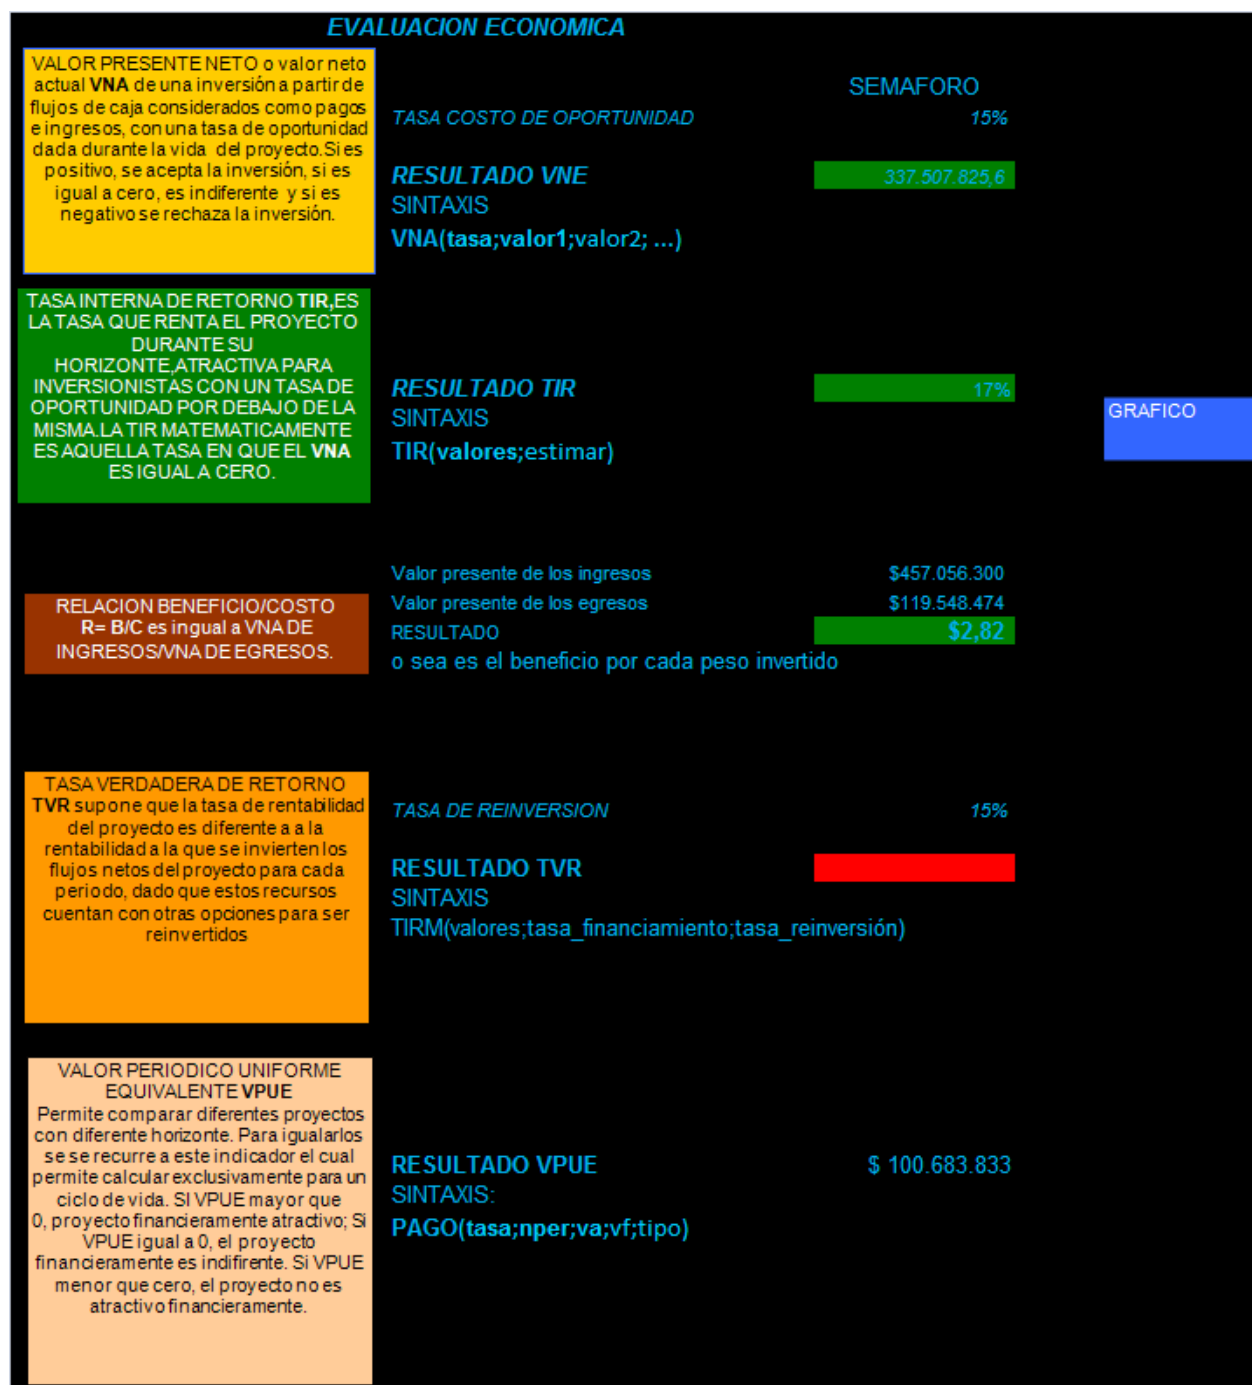 EVALUACION ECONOMICA
VALOR PRESENTE NETO o valor neto
actual VNA de una inversión a partir de
flujos de caja considerados como pagos
e ingresos, con una tasa de oportunidad
dada durante la vida del proyecto.Si es
positivo, se acepta la inversión, si es
igual a cero, es indiferente y si es
negativo se rechaza la inversión.
SEMAFORO
TASA COSTO DE OPORTUNIDAD 15%
RESULTADO VNE 337.507.825,6
SINTAXIS
VNA(tasa;valor1;valor2; ...)
TASA INTERNA DE RETORNO TIR,ES
LA TASA QUE RENTA EL PROYECTO
DURANTE SU
HORIZONTE,ATRACTIVA PARA
INVERSIONISTAS CON UN TASA DE
OPORTUNIDAD POR DEBAJO DE LA
MISMA.LA TIR MATEMATICAMENTE
ES AQUELLA TASA EN QUE EL VNA
ES IGUAL A CERO.
RESULTADO TIR 17%
SINTAXIS
TIR(valores;estimar)
GRAFICO
RELACION BENEFICIO/COSTO
R= B/C es ingual a VNA DE
INGRESOS/VNA DE EGRESOS.
Valor presente de los ingresos $457.056.300
Valor presente de los egresos $119.548.474
RESULTADO $2,82
o sea es el beneficio por cada peso invertido
TASA VERDADERA DE RETORNO
TVR supone que la tasa de rentabilidad
del proyecto es diferente a a la
rentabilidad a la que se invierten los
flujos netos del proyecto para cada
periodo, dado que estos recursos
cuentan con otras opciones para ser
reinvertidos
TASA DE REINVERSION 15%
RESULTADO TVR
SINTAXIS
TIRM(valores;tasa_financiamiento;tasa_reinversión)
VALOR PERIODICO UNIFORME
EQUIVALENTE VPUE
Permite comparar diferentes proyectos
con diferente horizonte. Para igualarlos
se se recurre a este indicador el cual
permite calcular exclusivamente para un
ciclo de vida. SI VPUE mayor que
0, proyecto financieramente atractivo; Si
VPUE igual a 0, el proyecto
financieramente es indifirente. Si VPUE
menor que cero, el proyecto no es
atractivo financieramente.
RESULTADO VPUE $ 100.683.833
SINTAXIS:
PAGO(tasa;nper;va;vf;tipo)